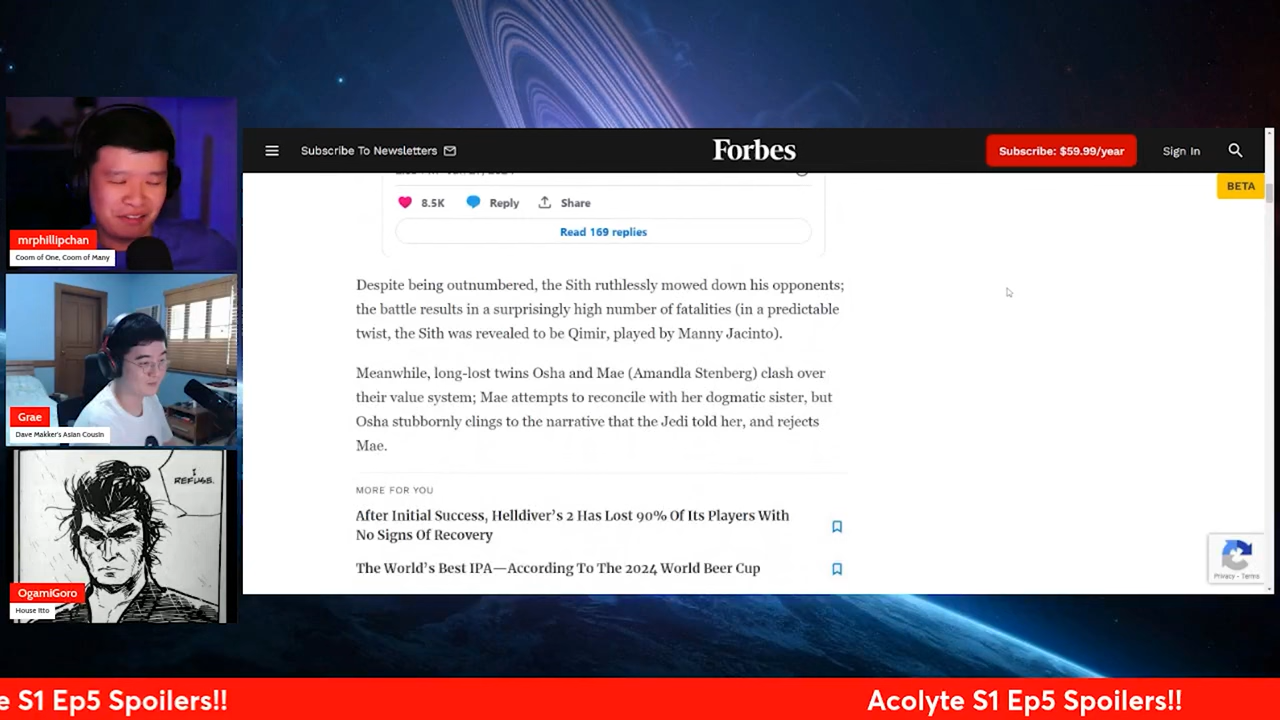 Subscribe To Newsletters
Forbes
Subscribe: $59.99/year
Sign In
BETA
8.5K
Reply
Share
Read 169 replies
Despite being outnumbered, the Sith ruthlessly mowed down his opponents;
the battle results in a surprisingly high number of fatalities (in a predictable
twist, the Sith was revealed to be Qimir, played by Manny Jacinto).
Meanwhile, long-lost twins Osha and Mae (Amandla Stenberg) clash over
their value system; Mae attempts to reconcile with her dogmatic sister, but
Osha stubbornly clings to the narrative that the Jedi told her, and rejects
Mae.
MORE FOR YOU
After Initial Success, Helldiver's 2 Has Lost 90% Of Its Players With
No Signs Of Recovery
The World's Best IPA—According To The 2024 World Beer Cup
Privacy - Terms
mrphillipchan
Coom of One, Coom of Many
Grae
Dave Makker's Asian Cousin
REFUGE.
OgamiGoro
House Itto
e S1 Ep5 Spoilers!!
Acolyte S1 Ep5 Spoilers!!